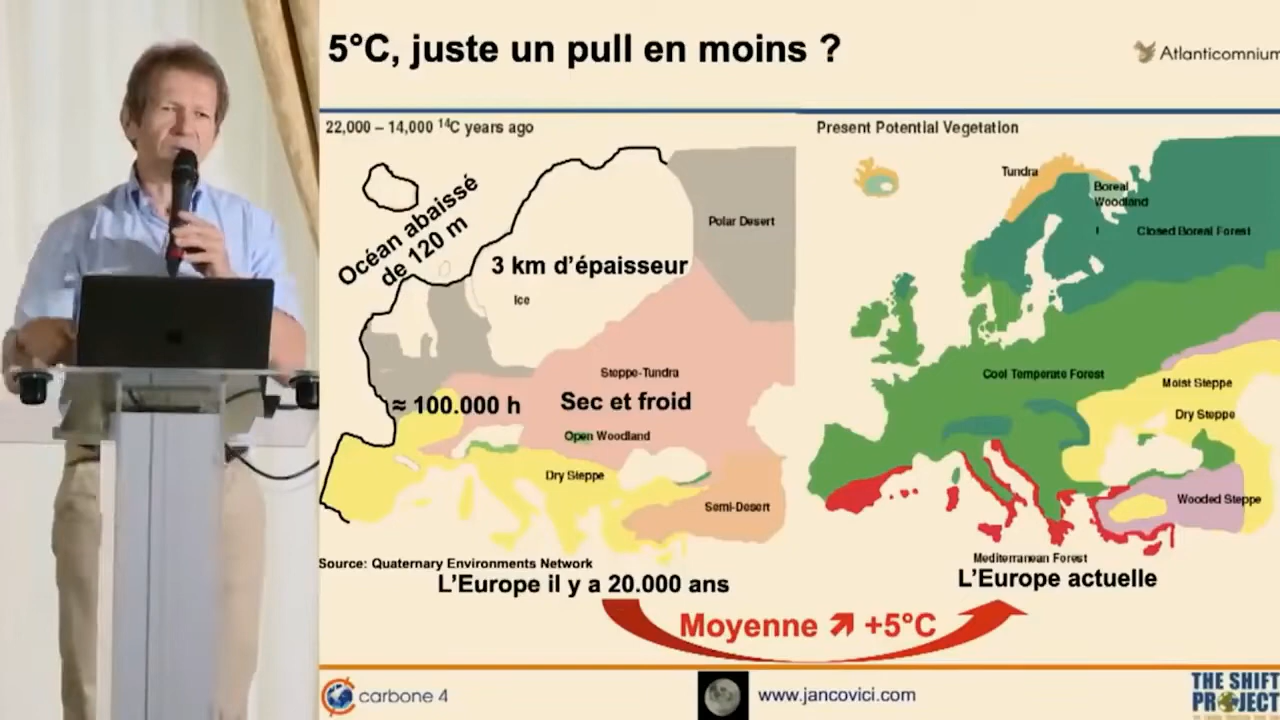 5°C, juste un pull en moins ?
Atlanticomnium
22,000 – 14,000 ¹⁴C years ago
Océan abaissé
de 120 m
3 km d’épaisseur
Ice
Polar Desert
Steppe-Tundra
≈ 100.000 h
Sec et froid
Open Woodland
Dry Steppe
Semi-Desert
Source: Quaternary Environments Network
L’Europe il y a 20.000 ans
Present Potential Vegetation
Tundra
Boreal
Woodland
Closed Boreal Forest
Cool Temperate Forest
Moist Steppe
Dry Steppe
Wooded Steppe
Mediterranean Forest
L’Europe actuelle
Moyenne ↗ +5°C
carbone 4
www.jancovici.com
THE SHIFT
PROJECT